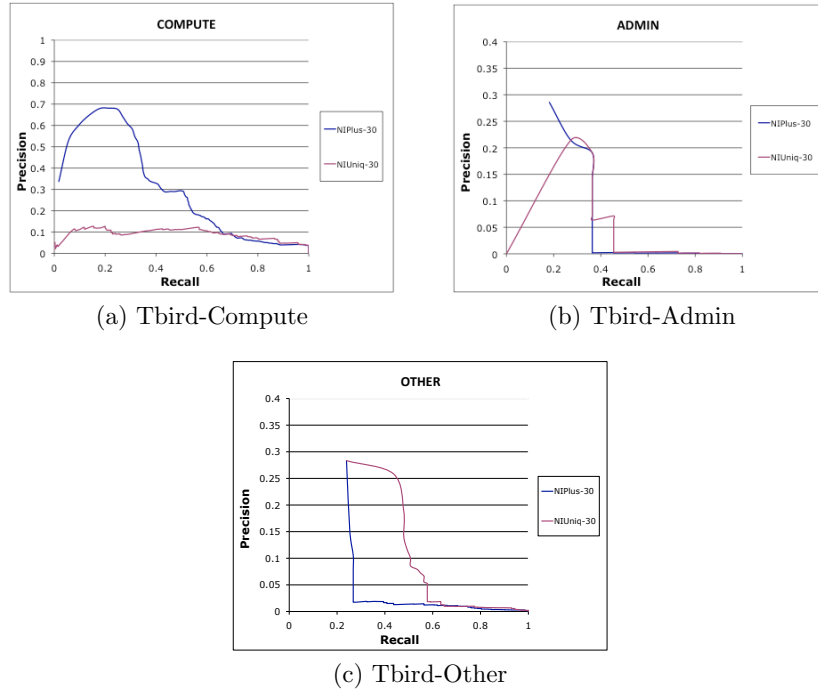 COMPUTE
1
0.9
0.8
0.7
0.6
0.5
0.4
0.3
0.2
0.1
0
Precision
0 0.2 0.4 0.6 0.8 1
Recall
NIPlus-30
NIUniq-30
(a) Tbird-Compute
ADMIN
0.4
0.35
0.3
0.25
0.2
0.15
0.1
0.05
0
Precision
0 0.2 0.4 0.6 0.8 1
Recall
NIPlus-30
NIUniq-30
(b) Tbird-Admin
OTHER
0.4
0.35
0.3
0.25
0.2
0.15
0.1
0.05
0
Precision
0 0.2 0.4 0.6 0.8 1
Recall
NIPlus-30
NIUniq-30
(c) Tbird-Other